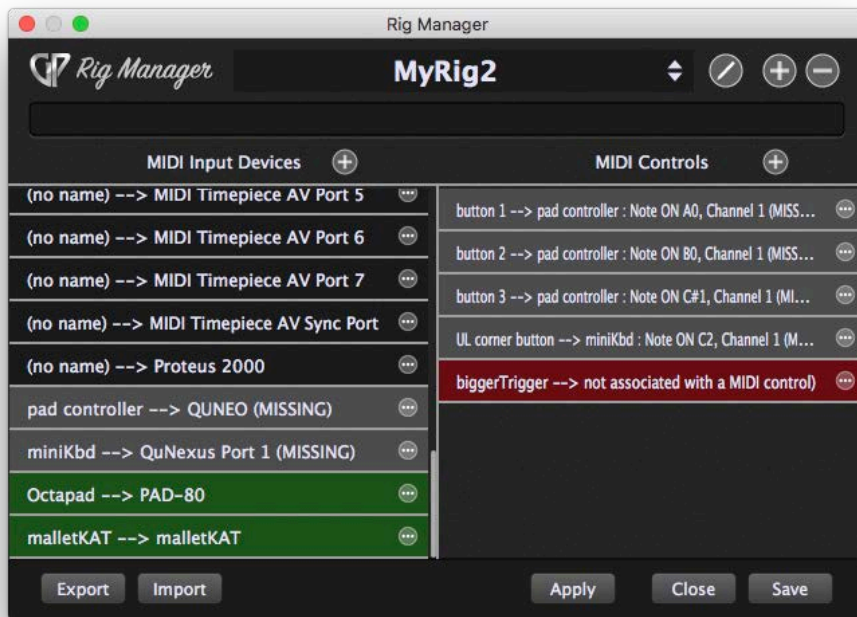 Rig Manager
GP Rig Manager
MyRig2
MIDI Input Devices
MIDI Controls
(no name) --> MIDI Timepiece AV Port 5
(no name) --> MIDI Timepiece AV Port 6
(no name) --> MIDI Timepiece AV Port 7
(no name) --> MIDI Timepiece AV Sync Port
(no name) --> Proteus 2000
pad controller --> QUNEO (MISSING)
miniKbd --> QuNexus Port 1 (MISSING)
Octapad --> PAD-80
malletKAT --> malletKAT
button 1 --> pad controller : Note ON A0, Channel 1 (MISS...
button 2 --> pad controller : Note ON B0, Channel 1 (MISS...
button 3 --> pad controller : Note ON C#1, Channel 1 (MI...
UL corner button --> miniKbd : Note ON C2, Channel 1 (M...
biggerTrigger --> not associated with a MIDI control)
Export
Import
Apply
Close
Save